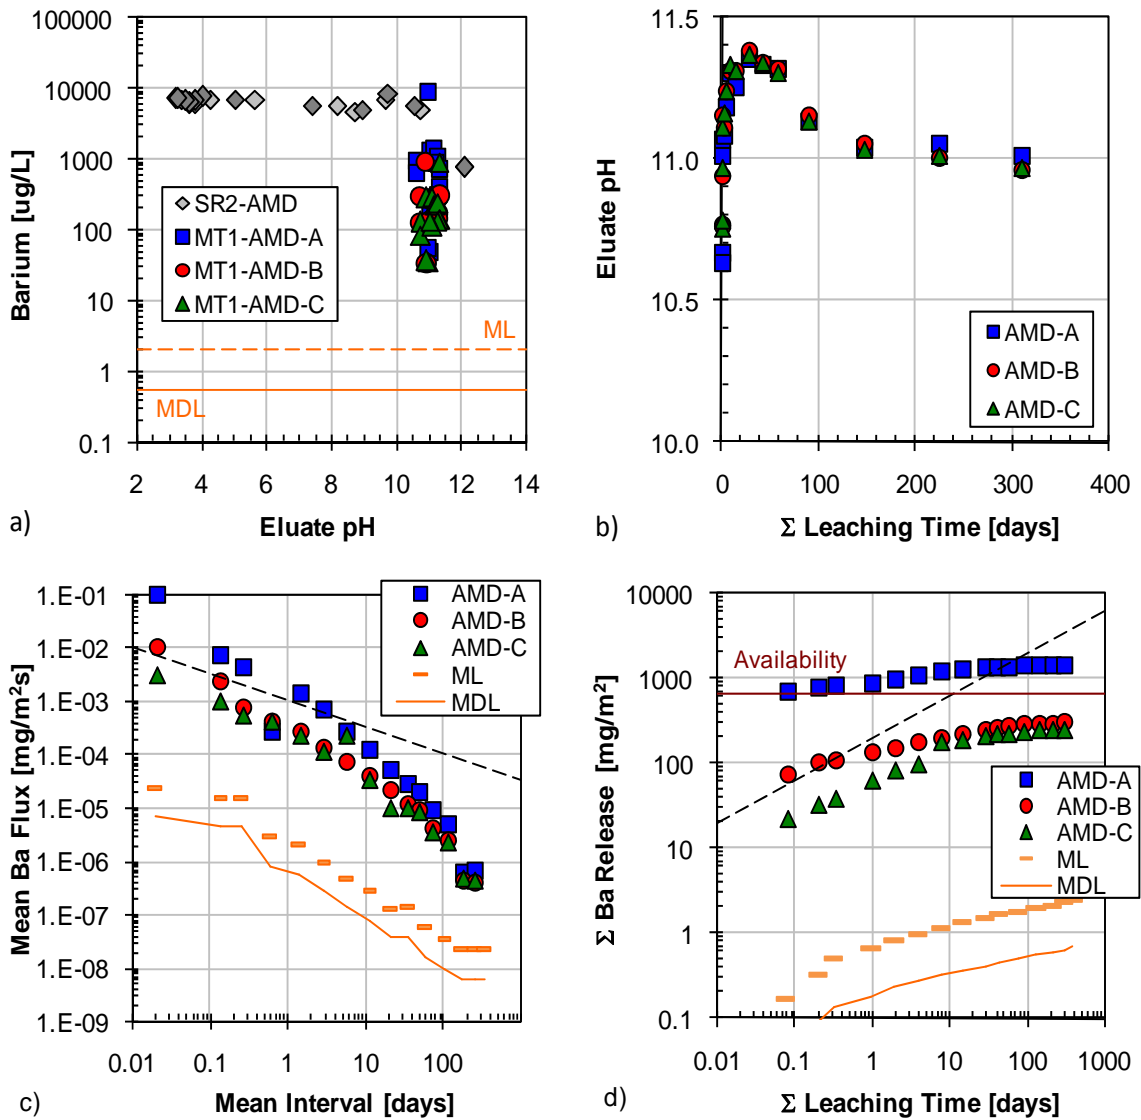 100000
10000
1000
100
10
1
0.1
Barium [ug/L]
SR2-AMD
MT1-AMD-A
MT1-AMD-B
MT1-AMD-C
ML
MDL
2 4 6 8 10 12 14
Eluate pH
a)
11.5
11.0
10.5
10.0
Eluate pH
AMD-A
AMD-B
AMD-C
0 100 200 300 400
Σ Leaching Time [days]
b)
1.E-01
1.E-02
1.E-03
1.E-04
1.E-05
1.E-06
1.E-07
1.E-08
1.E-09
Mean Ba Flux [mg/m²s]
AMD-A
AMD-B
AMD-C
ML
MDL
0.01 0.1 1 10 100
Mean Interval [days]
c)
10000
1000
100
10
1
0.1
Σ Ba Release [mg/m²]
Availability
AMD-A
AMD-B
AMD-C
ML
MDL
0.01 0.1 1 10 100 1000
Σ Leaching Time [days]
d)